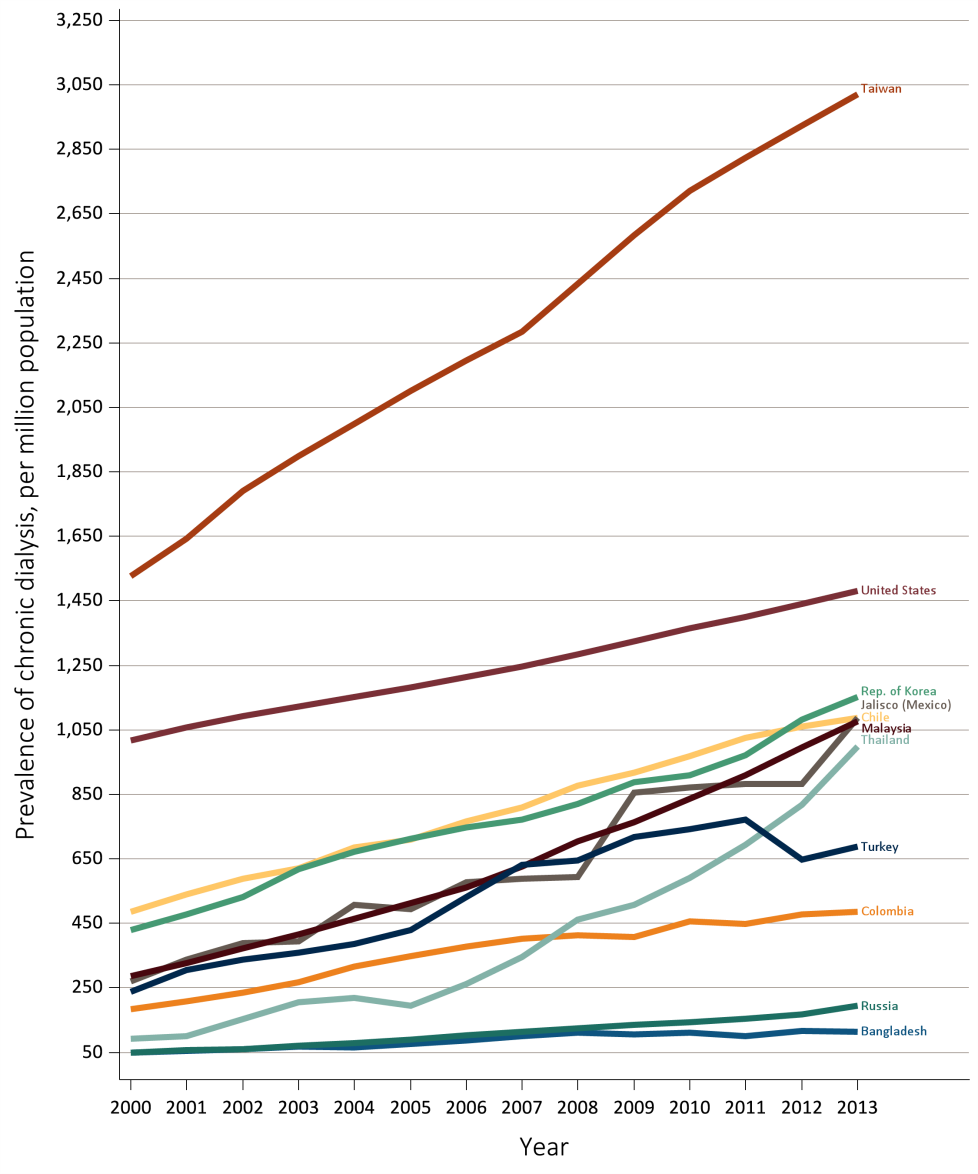 Prevalence of chronic dialysis, per million population
3,250
3,050
2,850
2,650
2,450
2,250
2,050
1,850
1,650
1,450
1,250
1,050
850
650
450
250
50
Taiwan
United States
Rep. of Korea
Jalisco (Mexico)
Chile
Malaysia
Thailand
Turkey
Colombia
Russia
Bangladesh
2000 2001 2002 2003 2004 2005 2006 2007 2008 2009 2010 2011 2012 2013
Year